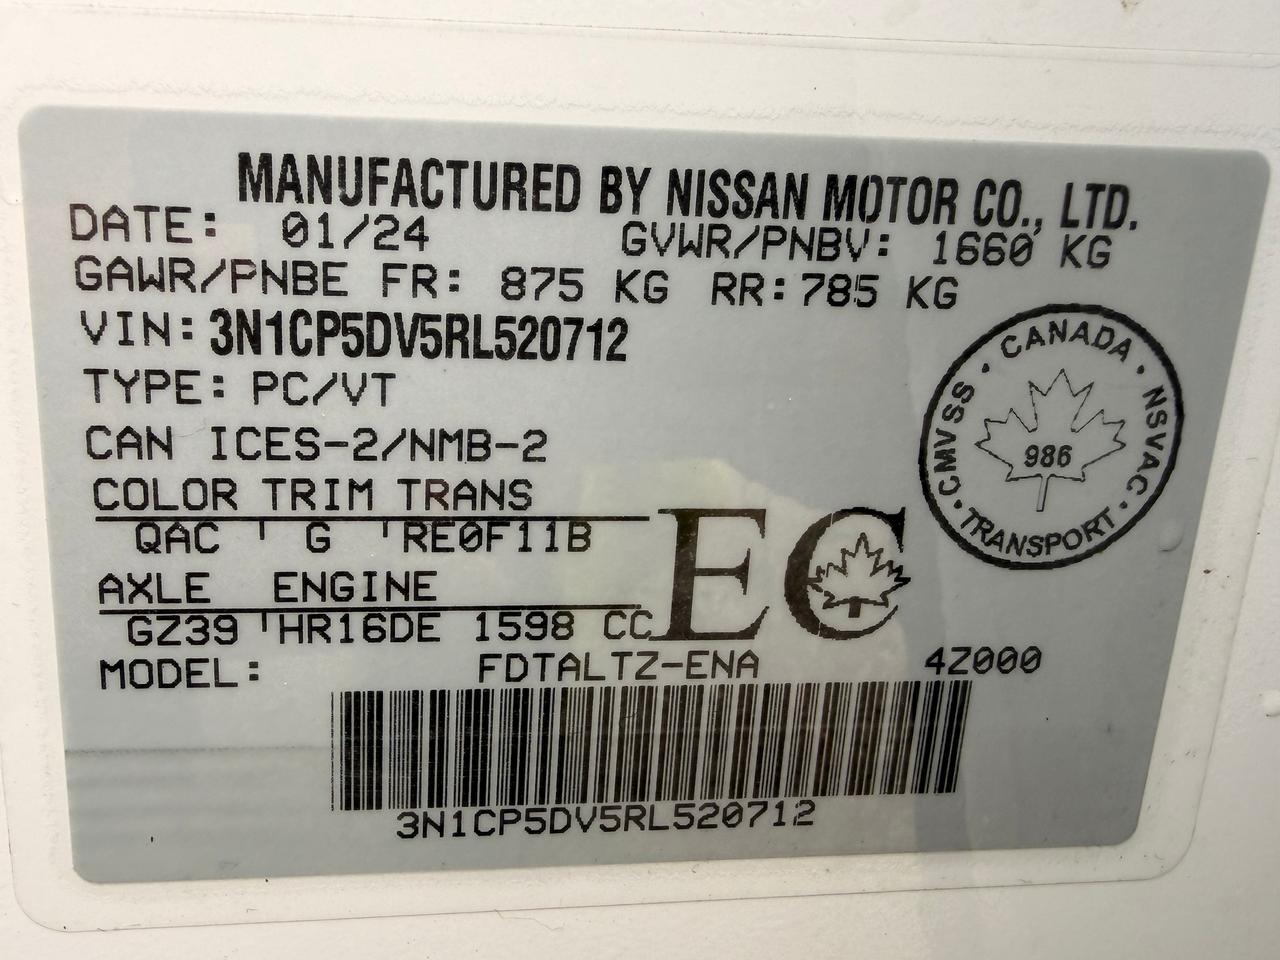 MANUFACTURED BY NISSAN MOTOR CO., LTD.
DATE: 01/24 GVWR/PNBV: 1660 KG
GAWR/PNBE FR: 875 KG RR: 785 KG
VIN: 3N1CP5DV5RL520712
TYPE: PC/VT
CAN ICES-2/NMB-2
COLOR TRIM TRANS
QAC ' G 'RE0F11B
AXLE ENGINE
GZ39 'HR16DE 1598 CC
EC
MODEL: FDTALTZ-ENA 4Z000
3N1CP5DV5RL520712
CANADA · NSVAC · TRANSPORT · CMVSS ·
986